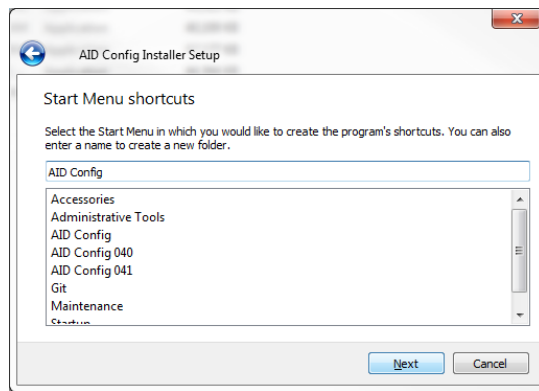 AID Config Installer Setup
Start Menu shortcuts
Select the Start Menu in which you would like to create the program's shortcuts. You can also
enter a name to create a new folder.
AID Config
Accessories
Administrative Tools
AID Config
AID Config 040
AID Config 041
Git
Maintenance
Startup
Next
Cancel